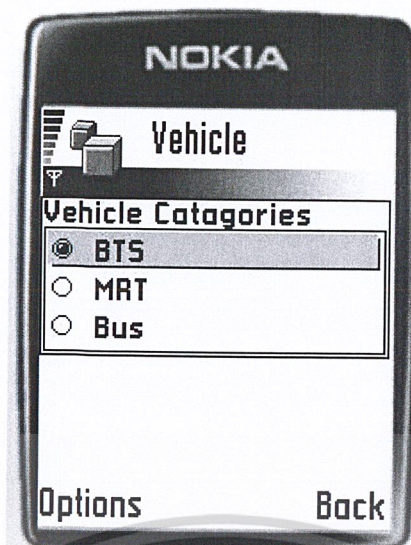 NOKIA
Vehicle
Vehicle Catagories
BTS
MRT
Bus
Options Back